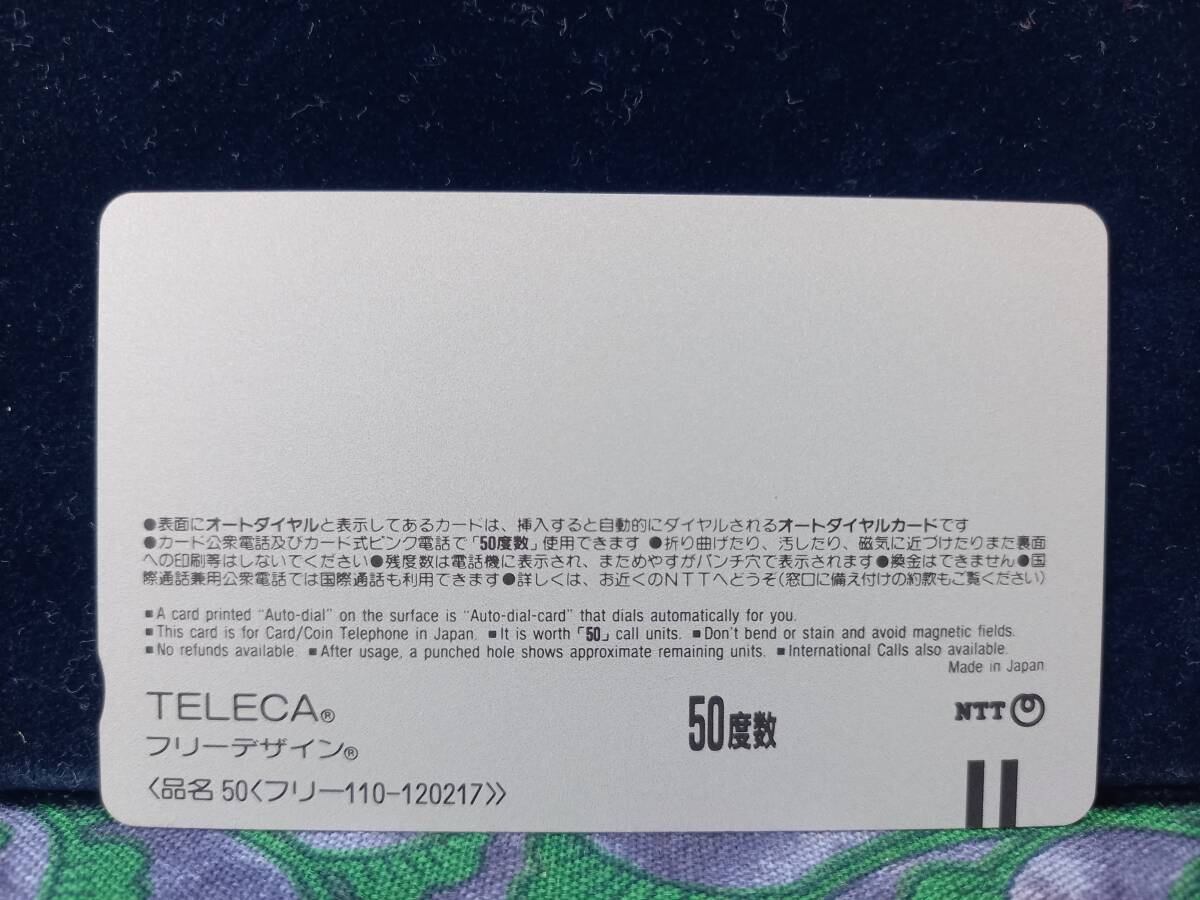 ●表面にオートダイヤルと表示してあるカードは、挿入すると自動的にダイヤルされるオートダイヤルカードです
●カード公衆電話及びカード式ピンク電話で「50度数」使用できます ●折り曲げたり、汚したり、磁気に近づけたりまた裏面
への印刷等はしないでください●残度数は電話機に表示され、まためやすがパンチ穴で表示されます●換金はできません●国
際通話兼用公衆電話では国際通話も利用できます●詳しくは、お近くのNTTへどうぞ(窓口に備え付けの約款もご覧ください)
■A card printed "Auto-dial" on the surface is "Auto-dial-card" that dials automatically for you.
■This card is for Card/Coin Telephone in Japan. ■It is worth「50」call units. ■Don't bend or stain and avoid magnetic fields.
■No refunds available. ■After usage, a punched hole shows approximate remaining units. ■International Calls also available.
Made in Japan
TELECA®
フリーデザイン®
〈品名 50〈フリー110-120217〉〉
50度数
NTT